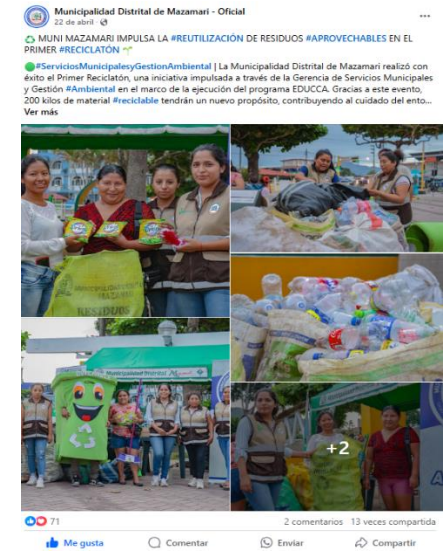 Municipalidad Distrital de Mazamari - Oficial
22 de abril ·
MUNI MAZAMARI IMPULSA LA #REUTILIZACIÓN DE RESIDUOS #APROVECHABLES EN EL
PRIMER #RECICLATÓN
#ServiciosMunicipalesyGestionAmbiental | La Municipalidad Distrital de Mazamari realizó con
éxito el Primer Reciclatón, una iniciativa impulsada a través de la Gerencia de Servicios Municipales
y Gestión #Ambiental en el marco de la ejecución del programa EDUCCA. Gracias a este evento,
200 kilos de material #reciclable tendrán un nuevo propósito, contribuyendo al cuidado del ento...
Ver más
MUNICIPALIDAD
MAZAMARI
RESIDUOS
Municipalidad Distrital
+2
71
2 comentarios 13 veces compartida
Me gusta
Comentar
Enviar
Compartir